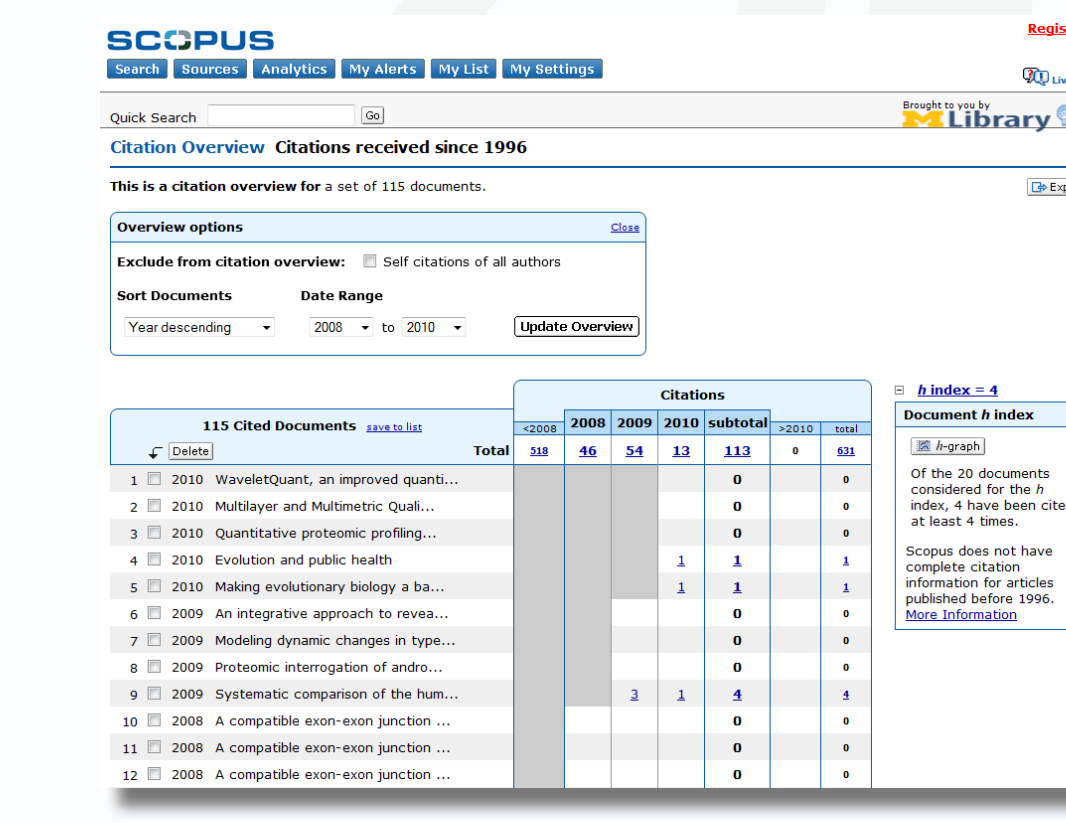 SCOPUS
Regis
Search Sources Analytics My Alerts My List My Settings
Liv
Quick Search Go
Brought to you by
M Library
Citation Overview Citations received since 1996
This is a citation overview for a set of 115 documents.
Exp
Overview options Close
Exclude from citation overview: Self citations of all authors
Sort Documents Date Range
Year descending 2008 to 2010 Update Overview
Citations
115 Cited Documents save to list <2008 2008 2009 2010 subtotal >2010 total
Delete Total 518 46 54 13 113 0 631
1 2010 WaveletQuant, an improved quanti... 0 0
2 2010 Multilayer and Multimetric Quali... 0 0
3 2010 Quantitative proteomic profiling... 0 0
4 2010 Evolution and public health 1 1 1
5 2010 Making evolutionary biology a ba... 1 1 1
6 2009 An integrative approach to revea... 0 0
7 2009 Modeling dynamic changes in type... 0 0
8 2009 Proteomic interrogation of andro... 0 0
9 2009 Systematic comparison of the hum... 3 1 4 4
10 2008 A compatible exon-exon junction ... 0 0
11 2008 A compatible exon-exon junction ... 0 0
12 2008 A compatible exon-exon junction ... 0 0
h index = 4
Document h index
h-graph
Of the 20 documents
considered for the h
index, 4 have been cite
at least 4 times.
Scopus does not have
complete citation
information for articles
published before 1996.
More Information